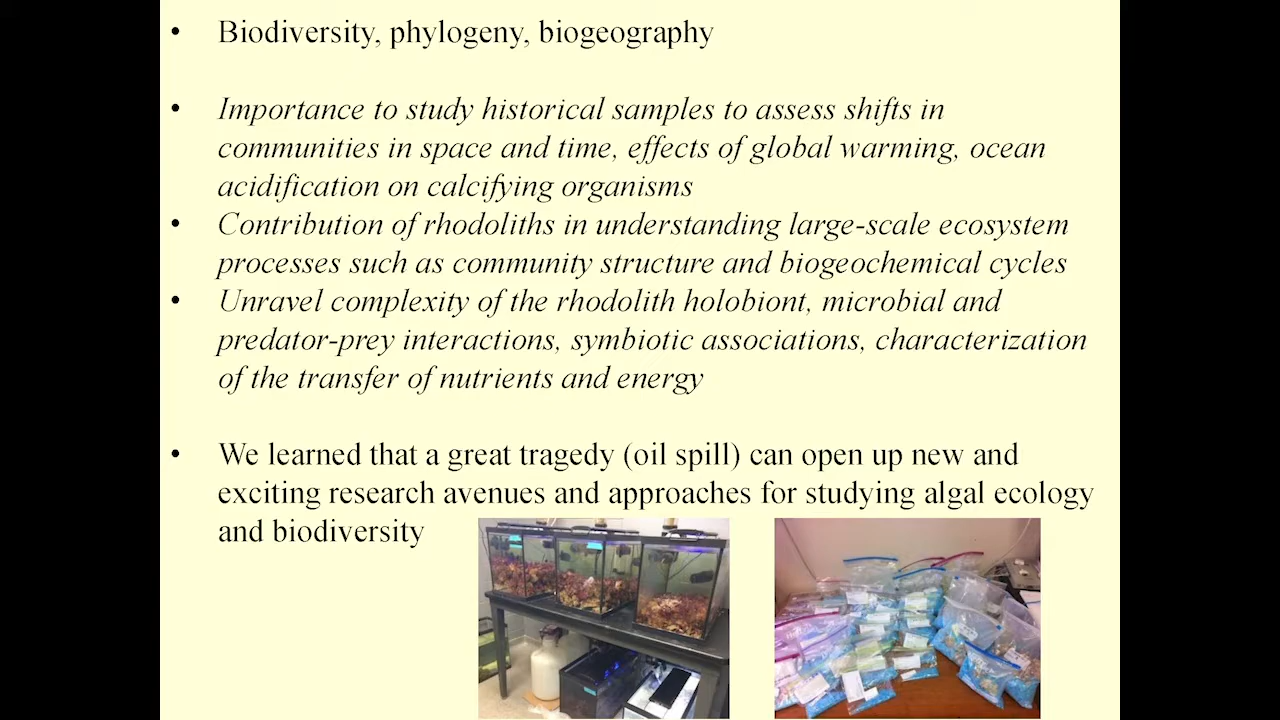 • Biodiversity, phylogeny, biogeography
• Importance to study historical samples to assess shifts in
communities in space and time, effects of global warming, ocean
acidification on calcifying organisms
• Contribution of rhodoliths in understanding large-scale ecosystem
processes such as community structure and biogeochemical cycles
• Unravel complexity of the rhodolith holobiont, microbial and
predator-prey interactions, symbiotic associations, characterization
of the transfer of nutrients and energy
• We learned that a great tragedy (oil spill) can open up new and
exciting research avenues and approaches for studying algal ecology
and biodiversity